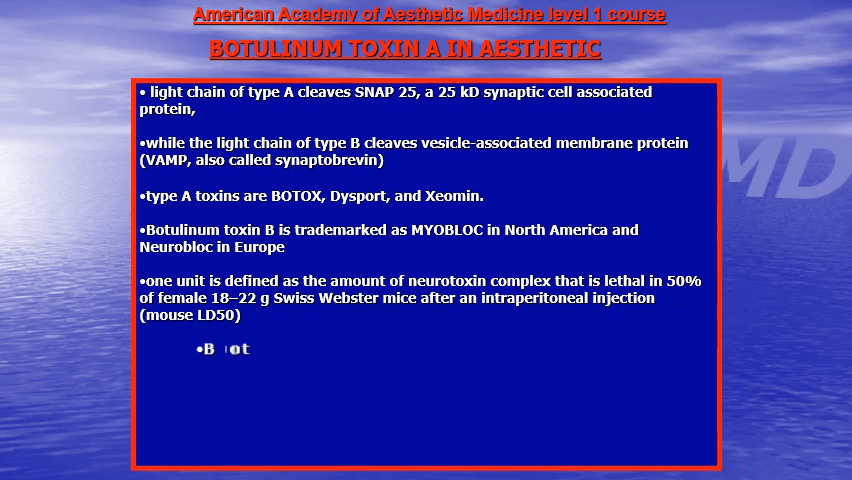 American Academy of Aesthetic Medicine level 1 course
BOTULINUM TOXIN A IN AESTHETIC
• light chain of type A cleaves SNAP 25, a 25 kD synaptic cell associated
protein,
•while the light chain of type B cleaves vesicle-associated membrane protein
(VAMP, also called synaptobrevin)
•type A toxins are BOTOX, Dysport, and Xeomin.
•Botulinum toxin B is trademarked as MYOBLOC in North America and
Neurobloc in Europe
•one unit is defined as the amount of neurotoxin complex that is lethal in 50%
of female 18–22 g Swiss Webster mice after an intraperitoneal injection
(mouse LD50)
MD